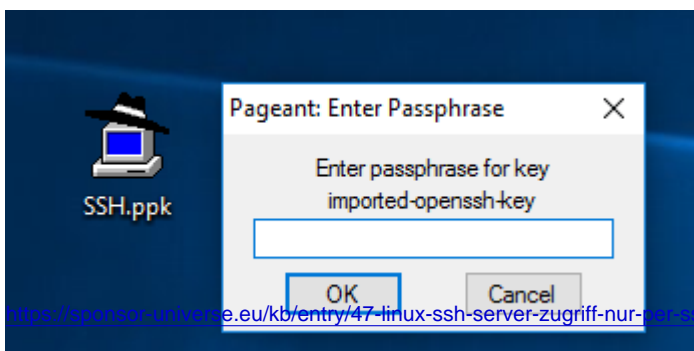 Pageant: Enter Passphrase
Enter passphrase for key
imported-openssh-key
SSH.ppk
OK
Cancel
https://sponsor-universe.eu/kb/entry/47-linux-ssh-server-zugriff-nur-per-s